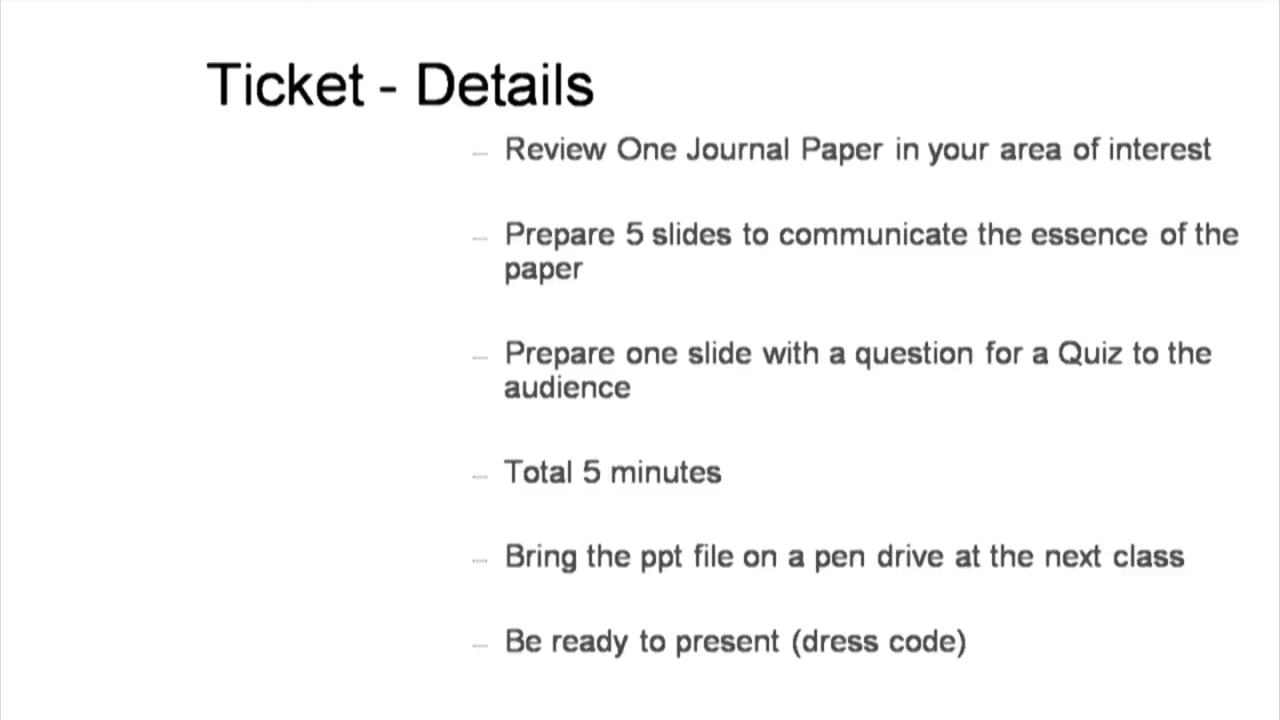 Ticket - Details
– Review One Journal Paper in your area of interest
– Prepare 5 slides to communicate the essence of the
paper
– Prepare one slide with a question for a Quiz to the
audience
– Total 5 minutes
– Bring the ppt file on a pen drive at the next class
– Be ready to present (dress code)